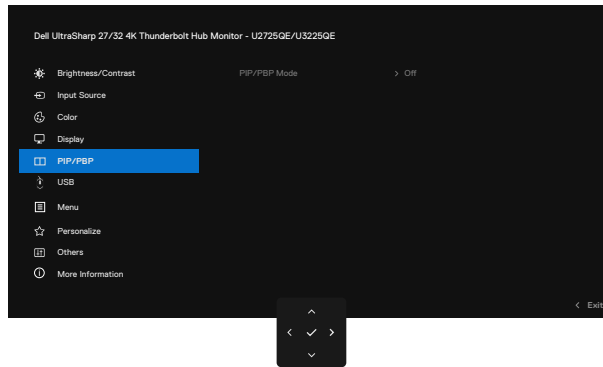 Dell UltraSharp 27/32 4K Thunderbolt Hub Monitor - U2725QE/U3225QE
Brightness/Contrast PIP/PBP Mode > Off
Input Source
Color
Display
PIP/PBP
USB
Menu
Personalize
Others
More Information
< Exit